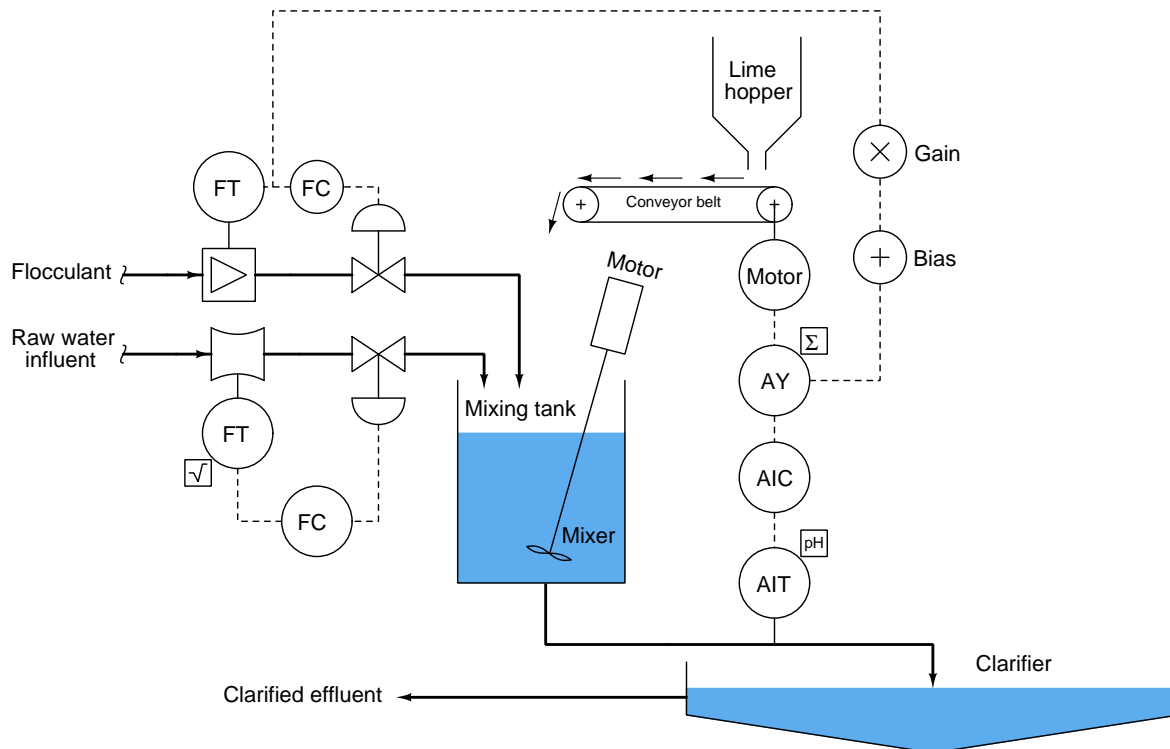 Lime
hopper
FT
FC
Gain
Conveyor belt
Motor
Bias
Flocculant
Motor
Raw water
influent
Σ
AY
Mixing tank
FT
√
AIC
FC
Mixer
pH
AIT
Clarifier
Clarified effluent